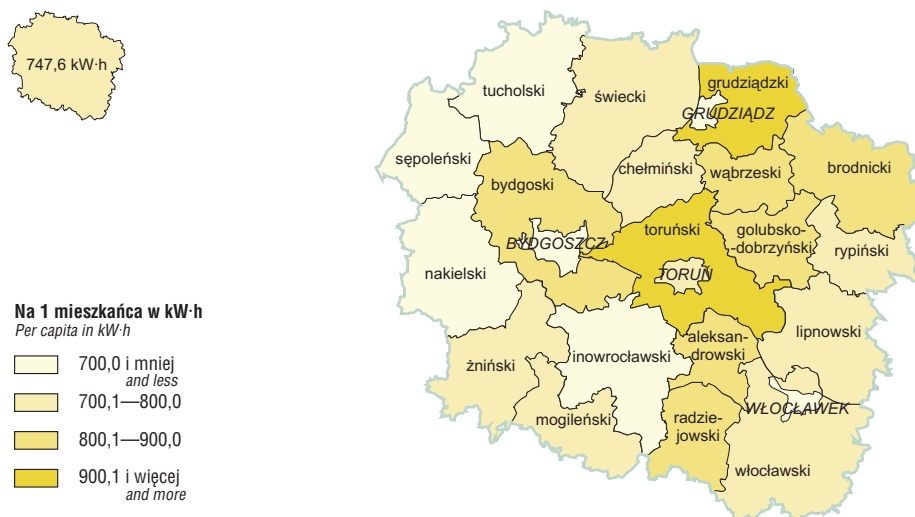 747,6 kW·h
tucholski
świecki
grudziądzki
GRUDZIĄDZ
sępoleński
chełmiński
wąbrzeski
brodnicki
bydgoski
BYDGOSZCZ
toruński
golubsko-
-dobrzyński
rypiński
nakielski
TORUŃ
Na 1 mieszkańca w kW·h
Per capita in kW·h
700,0 i mniej
and less
700,1—800,0
800,1—900,0
900,1 i więcej
and more
żniński
inowrocławski
aleksan-
drowski
lipnowski
mogileński
radzie-
jowski
WŁOCŁAWEK
włocławski